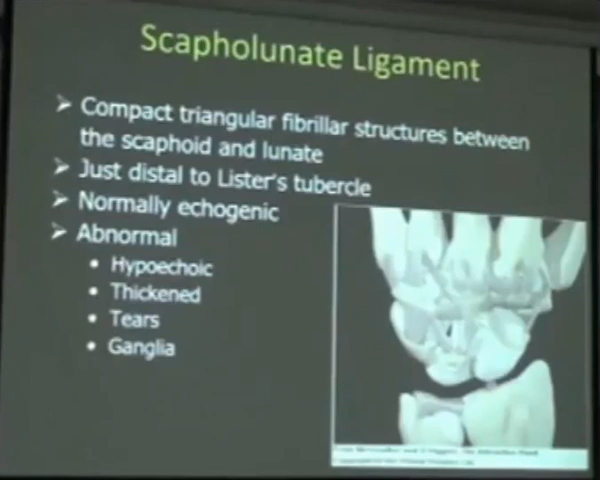 Scapholunate Ligament
➢ Compact triangular fibrillar structures between
the scaphoid and lunate
➢ Just distal to Lister's tubercle
➢ Normally echogenic
➢ Abnormal
• Hypoechoic
• Thickened
• Tears
• Ganglia